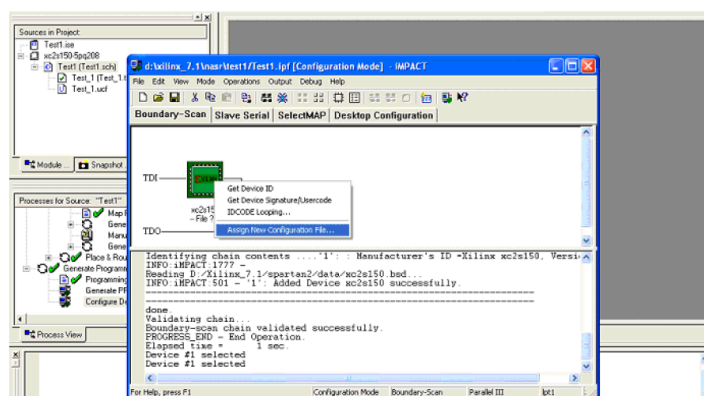 Sources in Project:
Test1.ise
xc2s150-5pq208
Test1 (Test1.sch)
Test_1 (Test_1.
Test_1.ucf
Module ...
Snapshot
Processes for Source: "Test1"
Map
Gene
Manu
Gene
Place & Rou
Generate Programm
Programming
Generate PR
Configure De
Process View
d:\xilinx_7.1\nasr\test1/Test1.ipf [Configuration Mode] - iMPACT
File Edit View Mode Operations Output Debug Help
Boundary-Scan Slave Serial SelectMAP Desktop Configuration
TDI
xc2s15
-- File ?
TDO
Get Device ID
Get Device Signature/Usercode
IDCODE Looping...
Assign New Configuration File...
Identifying chain contents ....'1': : Manufacturer's ID =Xilinx xc2s150, Versi
INFO:iMPACT:1777 -
Reading D:/Xilinx_7.1/spartan2/data/xc2s150.bsd...
INFO:iMPACT:501 - '1': Added Device xc2s150 successfully.
done.
Validating chain...
Boundary-scan chain validated successfully.
PROGRESS_END - End Operation.
Elapsed time = 1 sec.
Device #1 selected
Device #1 selected
For Help, press F1
Configuration Mode
Boundary-Scan
Parallel III
lpt1